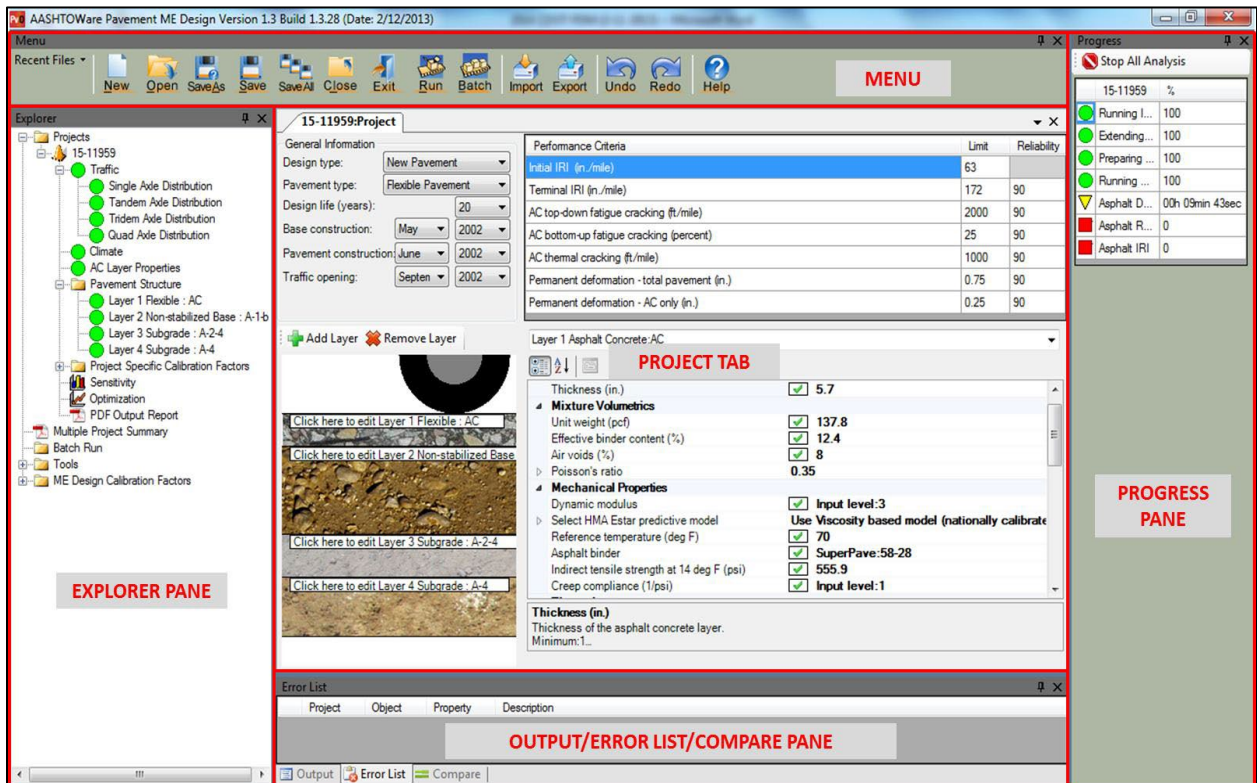 AASHTOWare Pavement ME Design Version 1.3 Build 1.3.28 (Date: 2/12/2013)
Menu
Recent Files
New Open SaveAs Save SaveAll Close Exit Run Batch Import Export Undo Redo Help
MENU
Explorer
Projects
15-11959
Traffic
Single Axle Distribution
Tandem Axle Distribution
Tridem Axle Distribution
Quad Axle Distribution
Climate
AC Layer Properties
Pavement Structure
Layer 1 Flexible : AC
Layer 2 Non-stabilized Base : A-1-b
Layer 3 Subgrade : A-2-4
Layer 4 Subgrade : A-4
Project Specific Calibration Factors
Sensitivity
Optimization
PDF Output Report
Multiple Project Summary
Batch Run
Tools
ME Design Calibration Factors
EXPLORER PANE
15-11959:Project
General Information
Design type: New Pavement
Pavement type: Flexible Pavement
Design life (years): 20
Base construction: May 2002
Pavement construction: June 2002
Traffic opening: Septen 2002
Performance Criteria Limit Reliability
Initial IRI (in./mile) 63
Terminal IRI (in./mile) 172 90
AC top-down fatigue cracking (ft/mile) 2000 90
AC bottom-up fatigue cracking (percent) 25 90
AC thermal cracking (ft/mile) 1000 90
Permanent deformation - total pavement (in.) 0.75 90
Permanent deformation - AC only (in.) 0.25 90
Add Layer Remove Layer
Click here to edit Layer 1 Flexible : AC
Click here to edit Layer 2 Non-stabilized Base
Click here to edit Layer 3 Subgrade : A-2-4
Click here to edit Layer 4 Subgrade : A-4
Layer 1 Asphalt Concrete:AC
PROJECT TAB
Thickness (in.) 5.7
Mixture Volumetrics
Unit weight (pcf) 137.8
Effective binder content (%) 12.4
Air voids (%) 8
Poisson's ratio 0.35
Mechanical Properties
Dynamic modulus Input level:3
Select HMA Estar predictive model Use Viscosity based model (nationally calibrate
Reference temperature (deg F) 70
Asphalt binder SuperPave:58-28
Indirect tensile strength at 14 deg F (psi) 555.9
Creep compliance (1/psi) Input level:1
Thickness (in.)
Thickness of the asphalt concrete layer.
Minimum:1...
Error List
Project Object Property Description
OUTPUT/ERROR LIST/COMPARE PANE
Output Error List Compare
Progress
Stop All Analysis
15-11959 %
Running I... 100
Extending... 100
Preparing ... 100
Running ... 100
Asphalt D... 00h 09min 43sec
Asphalt R... 0
Asphalt IRI 0
PROGRESS
PANE